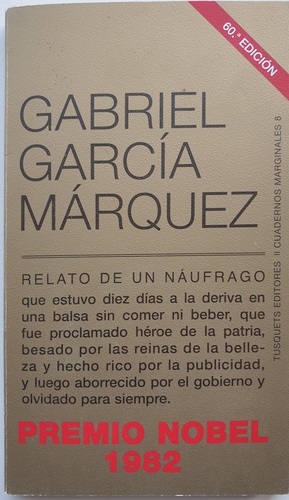 60.ª EDICIÓN
GABRIEL
GARCÍA
MÁRQUEZ
RELATO DE UN NÁUFRAGO
que estuvo diez días a la deriva en
una balsa sin comer ni beber, que
fue proclamado héroe de la patria,
besado por las reinas de la belle-
za y hecho rico por la publicidad,
y luego aborrecido por el gobierno y
olvidado para siempre.
PREMIO NOBEL
1982
TUSQUETS EDITORES II CUADERNOS MARGINALES 8